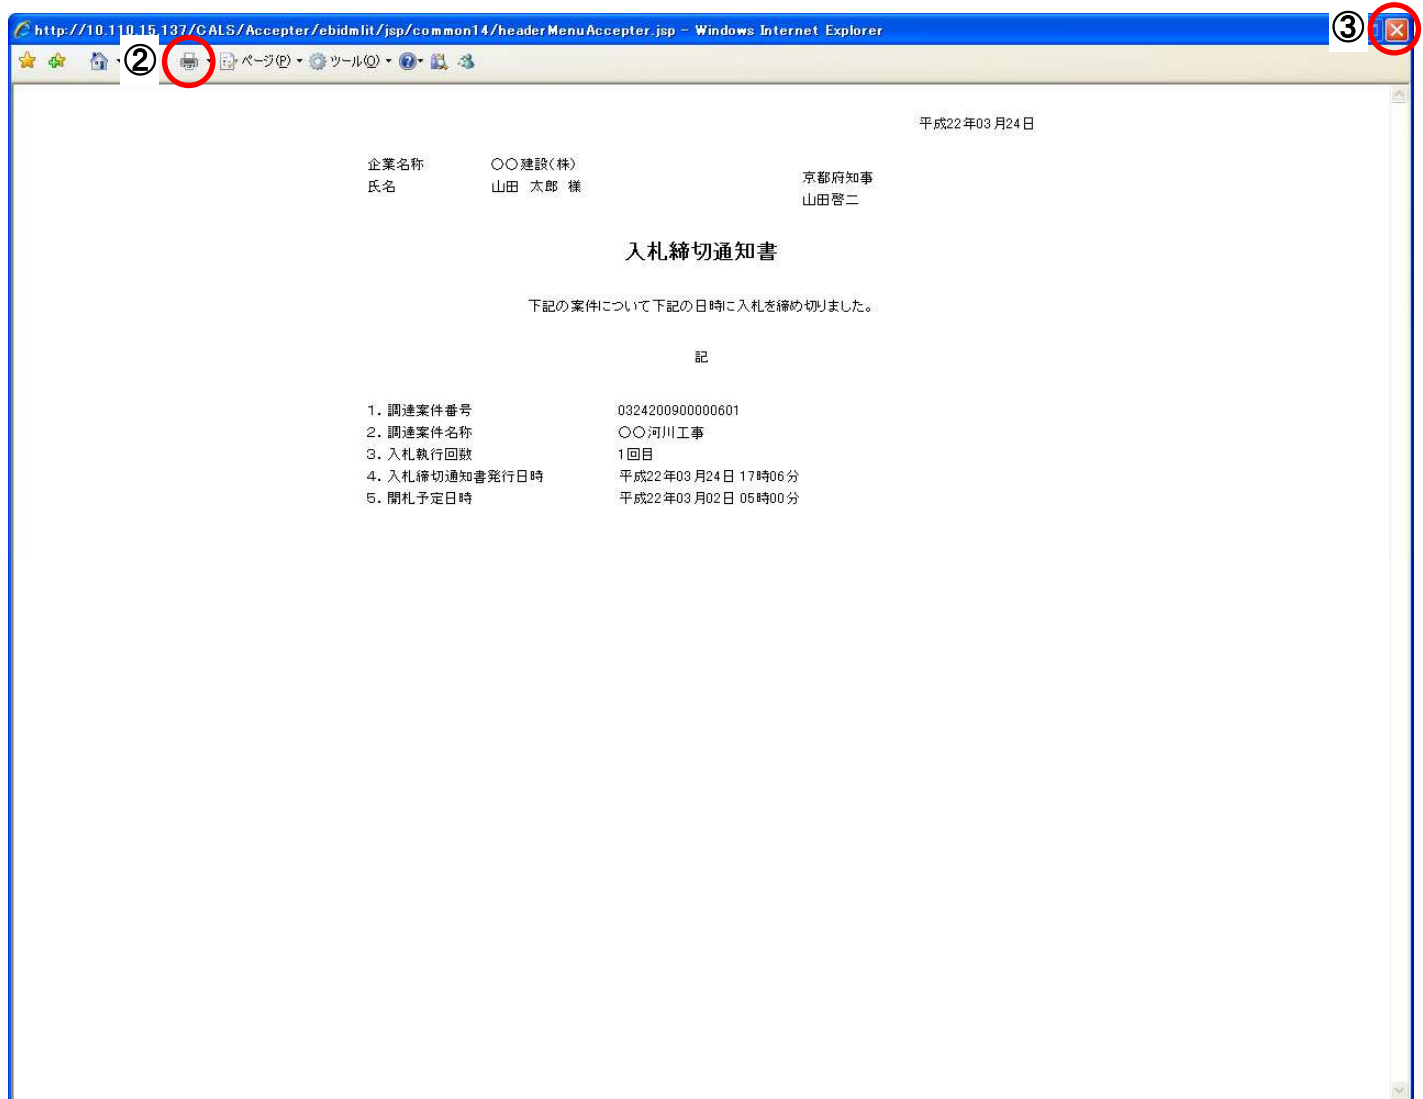 http://10.110.15.137/CALS/Accepter/ebidmlit/jsp/common14/headerMenuAccepter.jsp - Windows Internet Explorer
③
② ページ(P) ツール(O)
平成22年03月24日
企業名称 〇〇建設(株)
氏名 山田 太郎 様
京都府知事
山田啓二
入札締切通知書
下記の案件について下記の日時に入札を締め切りました。
記
1. 調達案件番号 0324200900000601
2. 調達案件名称 〇〇河川工事
3. 入札執行回数 1回目
4. 入札締切通知書発行日時 平成22年03月24日 17時06分
5. 開札予定日時 平成22年03月02日 05時00分